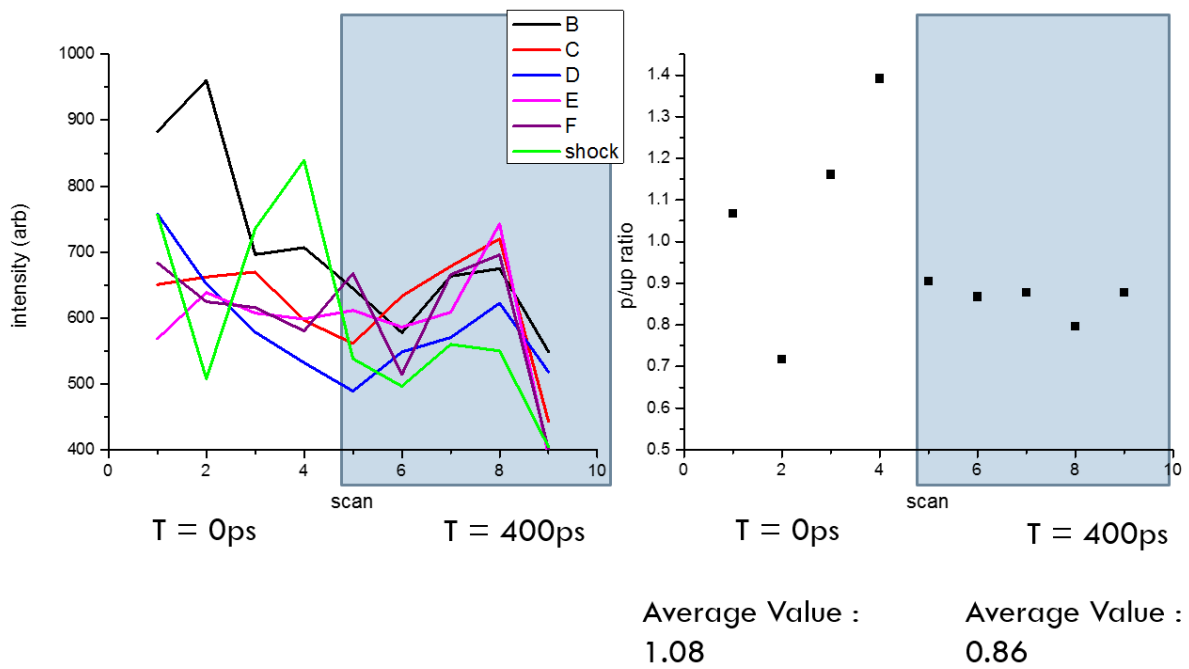 B
C
D
E
F
shock
1000
900
800
700
600
500
400
intensity (arb)
0 2 4 6 8 10
scan
T = 0ps T = 400ps
1.4
1.3
1.2
1.1
1.0
0.9
0.8
0.7
0.6
0.5
p/up ratio
0 2 4 6 8 10
scan
T = 0ps T = 400ps
Average Value :
1.08
Average Value :
0.86